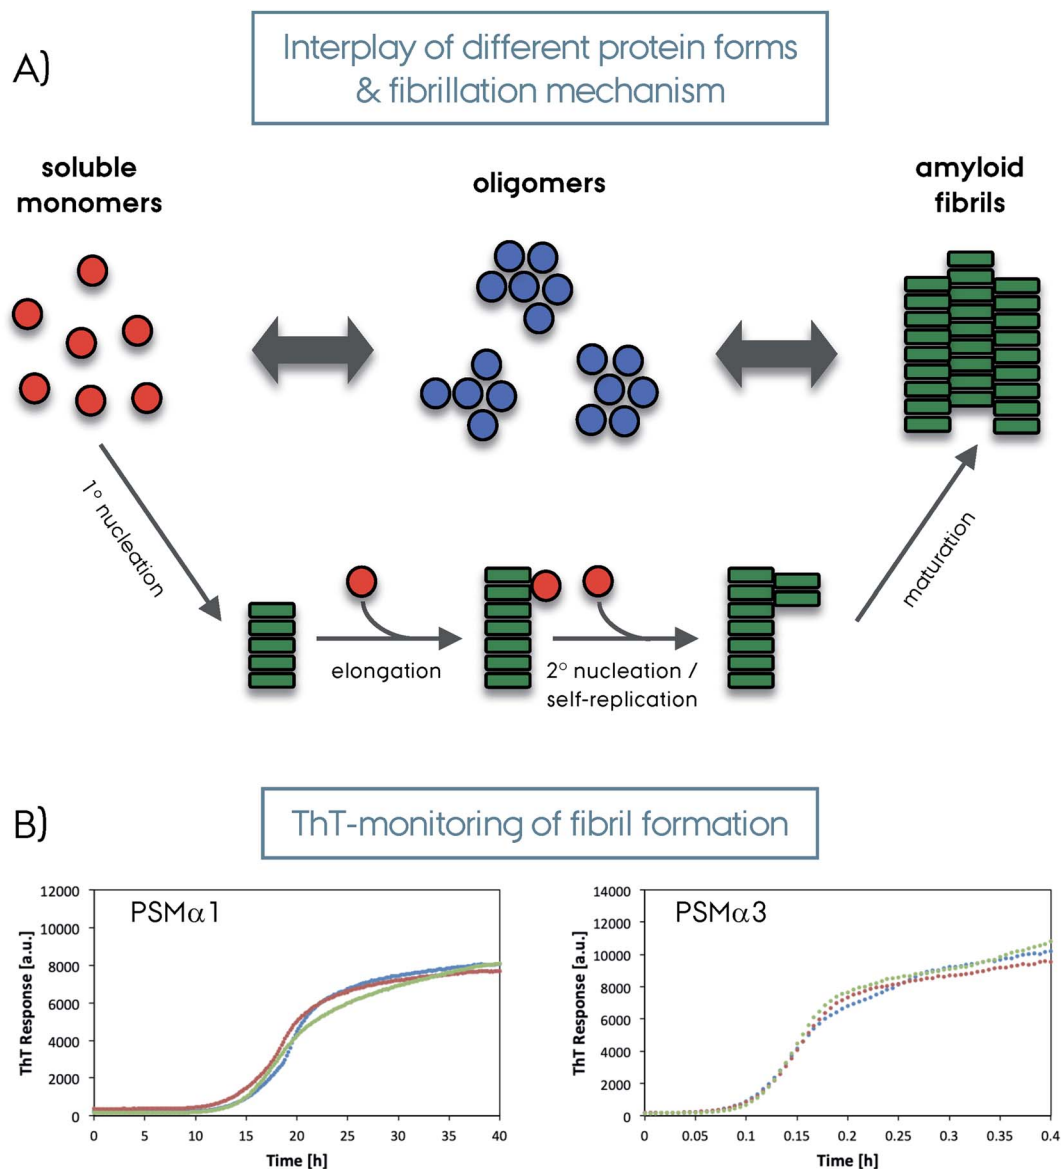 A)
Interplay of different protein forms
& fibrillation mechanism
soluble
monomers
oligomers
amyloid
fibrils
1° nucleation
elongation
2° nucleation /
self-replication
maturation
B)
ThT-monitoring of fibril formation
PSMα1
ThT Response [a.u.]
12000
10000
8000
6000
4000
2000
0
0 5 10 15 20 25 30 35 40
Time [h]
PSMα3
ThT Response [a.u.]
14000
12000
10000
8000
6000
4000
2000
0
0 0.05 0.1 0.15 0.2 0.25 0.3 0.35 0.4
Time [h]